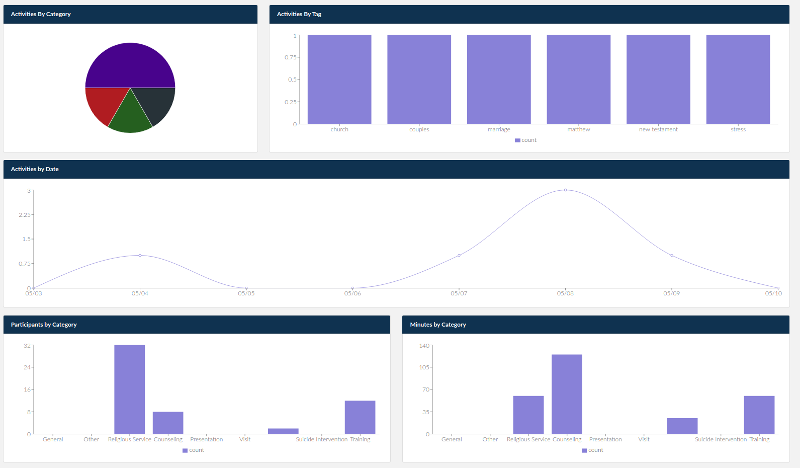 Activities By Category
Activities By Tag
1
0.75
0.5
0.25
0
church
couples
marriage
matthew
new testament
stress
count
Activities by Date
3
2.25
1.5
0.75
0
05/03
05/04
05/05
05/06
05/07
05/08
05/09
05/10
Participants by Category
32
24
16
8
0
General
Other
Religious Service
Counseling
Presentation
Visit
Suicide Intervention
Training
count
Minutes by Category
140
105
70
35
0
General
Other
Religious Service
Counseling
Presentation
Visit
Suicide Intervention
Training
count